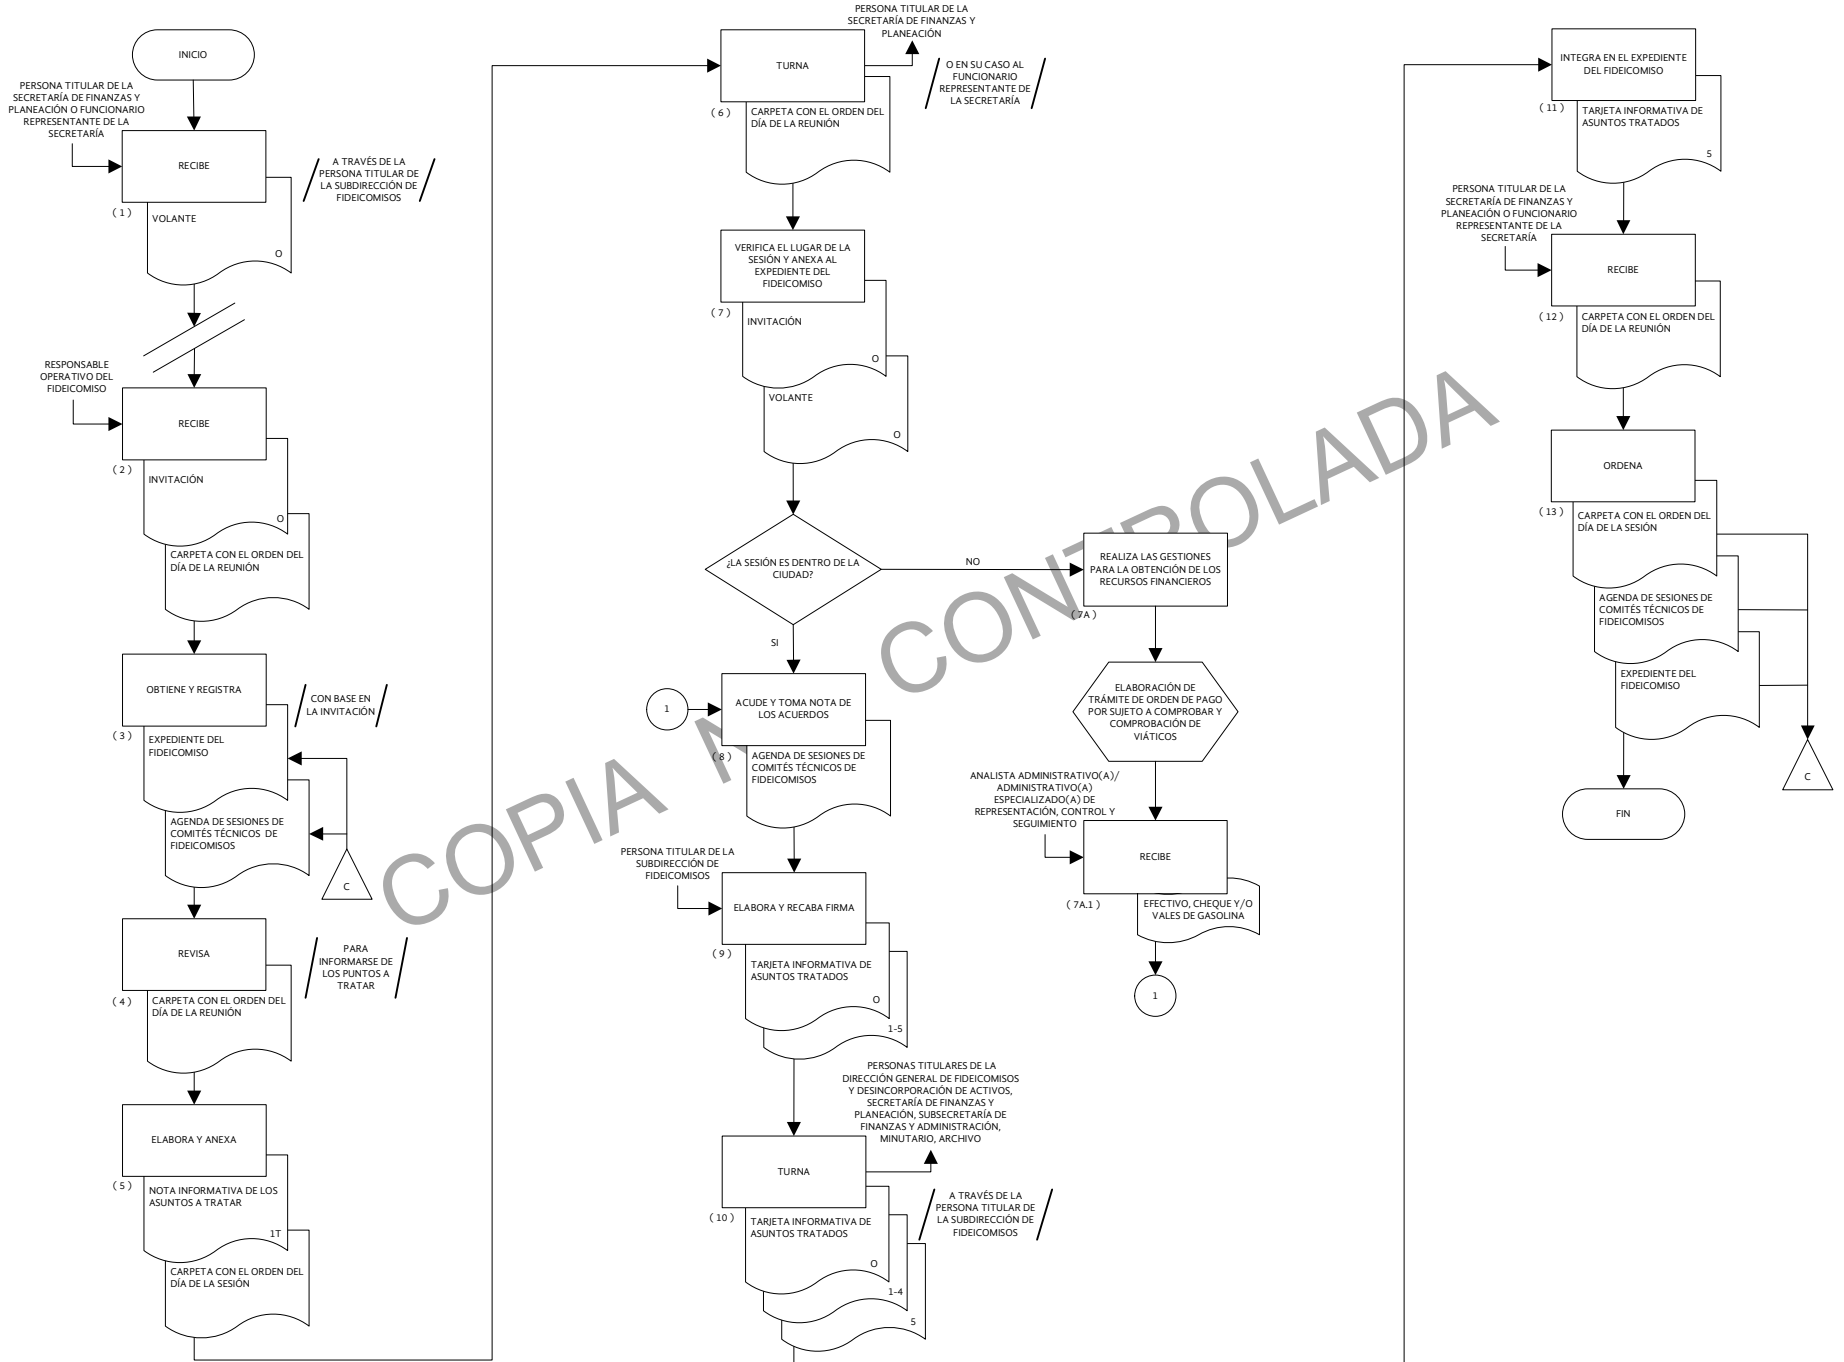 INICIO
PERSONA TITULAR DE LA
SECRETARÍA DE FINANZAS Y
PLANEACIÓN O FUNCIONARIO
REPRESENTANTE DE LA
SECRETARÍA
RECIBE
A TRAVÉS DE LA
PERSONA TITULAR DE
LA SUBDIRECCIÓN DE
FIDEICOMISOS
( 1 )
VOLANTE
O
RESPONSABLE
OPERATIVO DEL
FIDEICOMISO
RECIBE
( 2 )
INVITACIÓN
O
CARPETA CON EL ORDEN DEL
DÍA DE LA REUNIÓN
OBTIENE Y REGISTRA
CON BASE EN
LA INVITACIÓN
( 3 )
EXPEDIENTE DEL
FIDEICOMISO
AGENDA DE SESIONES DE
COMITÉS TÉCNICOS DE
FIDEICOMISOS
C
REVISA
PARA
INFORMARSE DE
LOS PUNTOS A
TRATAR
( 4 )
CARPETA CON EL ORDEN DEL
DÍA DE LA REUNIÓN
ELABORA Y ANEXA
( 5 )
NOTA INFORMATIVA DE LOS
ASUNTOS A TRATAR
1T
CARPETA CON EL ORDEN DEL
DÍA DE LA SESIÓN
PERSONA TITULAR DE LA
SECRETARÍA DE FINANZAS Y
PLANEACIÓN
TURNA
O EN SU CASO AL
FUNCIONARIO
REPRESENTANTE DE
LA SECRETARÍA
( 6 )
CARPETA CON EL ORDEN DEL
DÍA DE LA REUNIÓN
VERIFICA EL LUGAR DE LA
SESIÓN Y ANEXA AL
EXPEDIENTE DEL
FIDEICOMISO
( 7 )
INVITACIÓN
O
VOLANTE
O
¿LA SESIÓN ES DENTRO DE LA
CIUDAD?
NO
SI
REALIZA LAS GESTIONES
PARA LA OBTENCIÓN DE LOS
RECURSOS FINANCIEROS
( 7A )
ELABORACIÓN DE
TRÁMITE DE ORDEN DE PAGO
POR SUJETO A COMPROBAR Y
COMPROBACIÓN DE
VIÁTICOS
ANALISTA ADMINISTRATIVO(A)/
ADMINISTRATIVO(A)
ESPECIALIZADO(A) DE
REPRESENTACIÓN, CONTROL Y
SEGUIMIENTO
RECIBE
( 7A.1 )
EFECTIVO, CHEQUE Y/O
VALES DE GASOLINA
1
1
ACUDE Y TOMA NOTA DE
LOS ACUERDOS
( 8 )
AGENDA DE SESIONES DE
COMITÉS TÉCNICOS DE
FIDEICOMISOS
PERSONA TITULAR DE LA
SUBDIRECCIÓN DE
FIDEICOMISOS
ELABORA Y RECABA FIRMA
( 9 )
TARJETA INFORMATIVA DE
ASUNTOS TRATADOS
O
1-5
PERSONAS TITULARES DE LA
DIRECCIÓN GENERAL DE FIDEICOMISOS
Y DESINCORPORACIÓN DE ACTIVOS,
SECRETARÍA DE FINANZAS Y
PLANEACIÓN, SUBSECRETARÍA DE
FINANZAS Y ADMINISTRACIÓN,
MINUTARIO, ARCHIVO
TURNA
A TRAVÉS DE LA
PERSONA TITULAR DE
LA SUBDIRECCIÓN DE
FIDEICOMISOS
( 10 )
TARJETA INFORMATIVA DE
ASUNTOS TRATADOS
O
1-4
5
INTEGRA EN EL EXPEDIENTE
DEL FIDEICOMISO
( 11 )
TARJETA INFORMATIVA DE
ASUNTOS TRATADOS
5
PERSONA TITULAR DE LA
SECRETARÍA DE FINANZAS Y
PLANEACIÓN O FUNCIONARIO
REPRESENTANTE DE LA
SECRETARÍA
RECIBE
( 12 )
CARPETA CON EL ORDEN DEL
DÍA DE LA REUNIÓN
ORDENA
( 13 )
CARPETA CON EL ORDEN DEL
DÍA DE LA SESIÓN
AGENDA DE SESIONES DE
COMITÉS TÉCNICOS DE
FIDEICOMISOS
EXPEDIENTE DEL
FIDEICOMISO
C
FIN
COPIA NO CONTROLADA